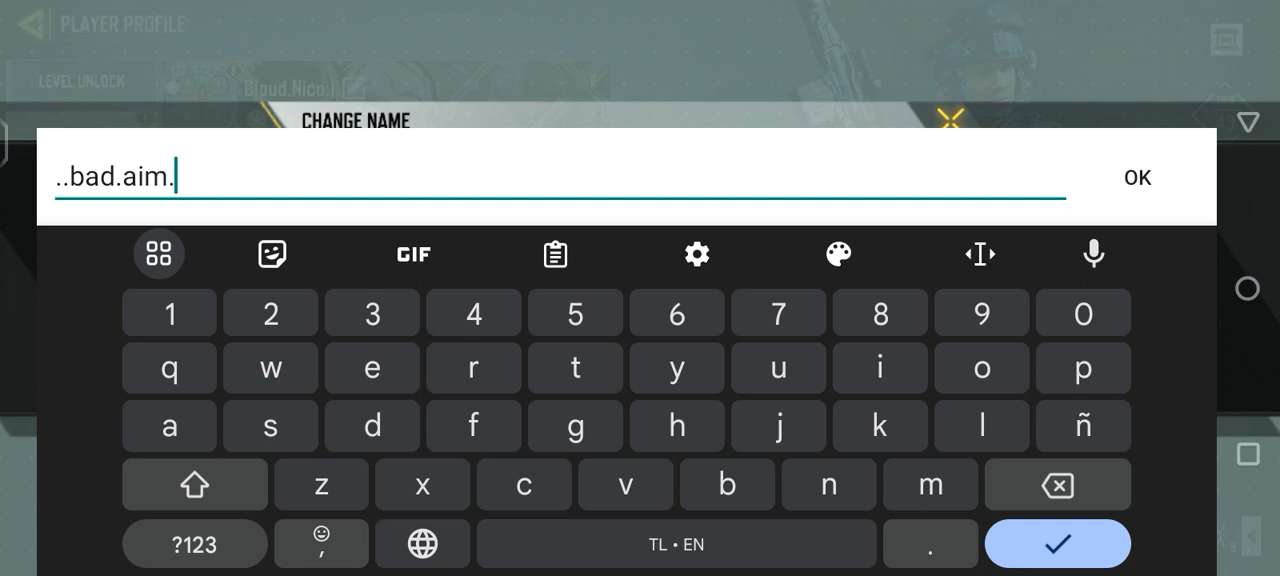 PLAYER PROFILE
LEVEL UNLOCK
Cloud.Nico:)
CHANGE NAME
..bad.aim.
OK
GIF
1 2 3 4 5 6 7 8 9 0
q w e r t y u i o p
a s d f g h j k l ñ
z x c v b n m
?123 , TL • EN .